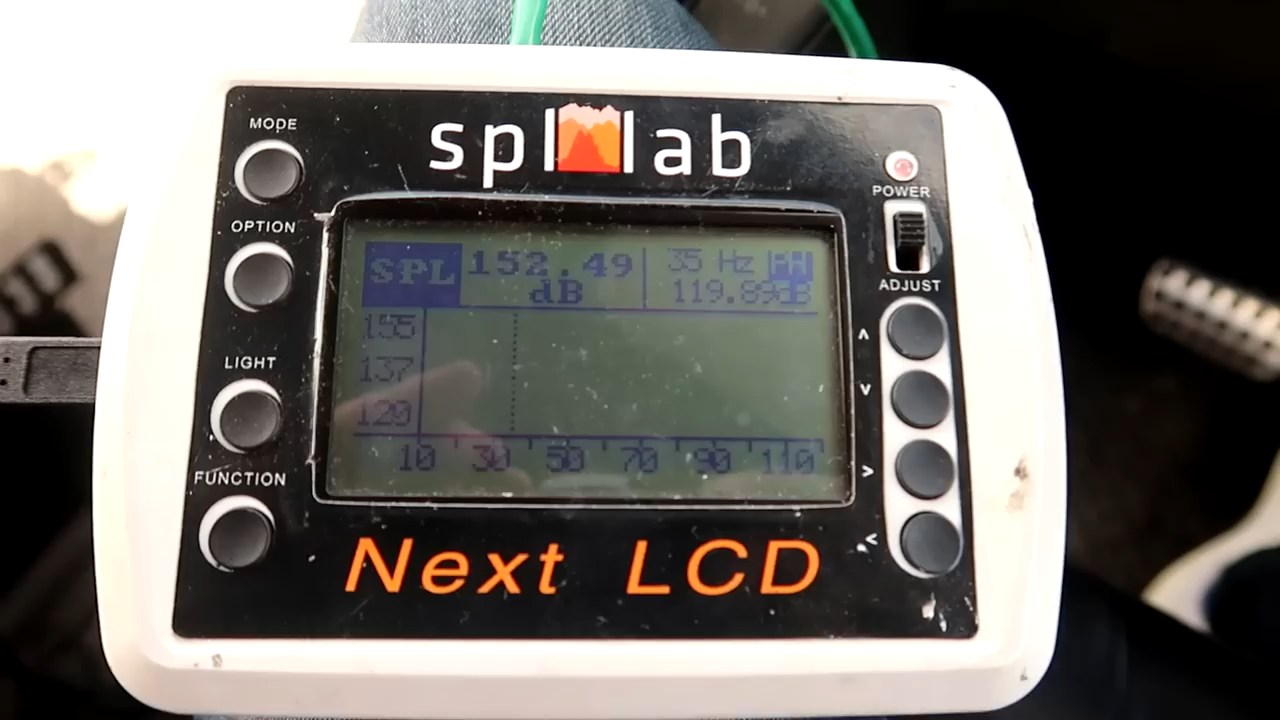 spl lab
MODE
OPTION
LIGHT
FUNCTION
POWER
ADJUST
SPL 152.49 dB
35 Hz
119.89dB
155
137
120
10 30 50 70 90 110
Next LCD